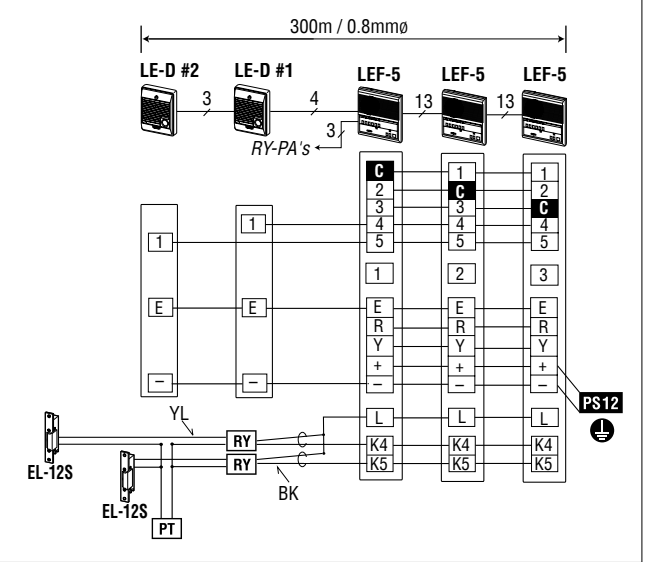 300m / 0.8mmø
LE-D #2 LE-D #1 LEF-5 LEF-5 LEF-5
3 4 13 13
3
RY-PA's
C 1 1
2 C 2
3 3 C
1 4 4 4
1 5 5 5
1 2 3
E E E E E
R R R
Y Y Y
+ + +
– – – – –
PS12
YL
L L L
RY K4 K4 K4
RY K5 K5 K5
EL-12S
BK
EL-12S
PT